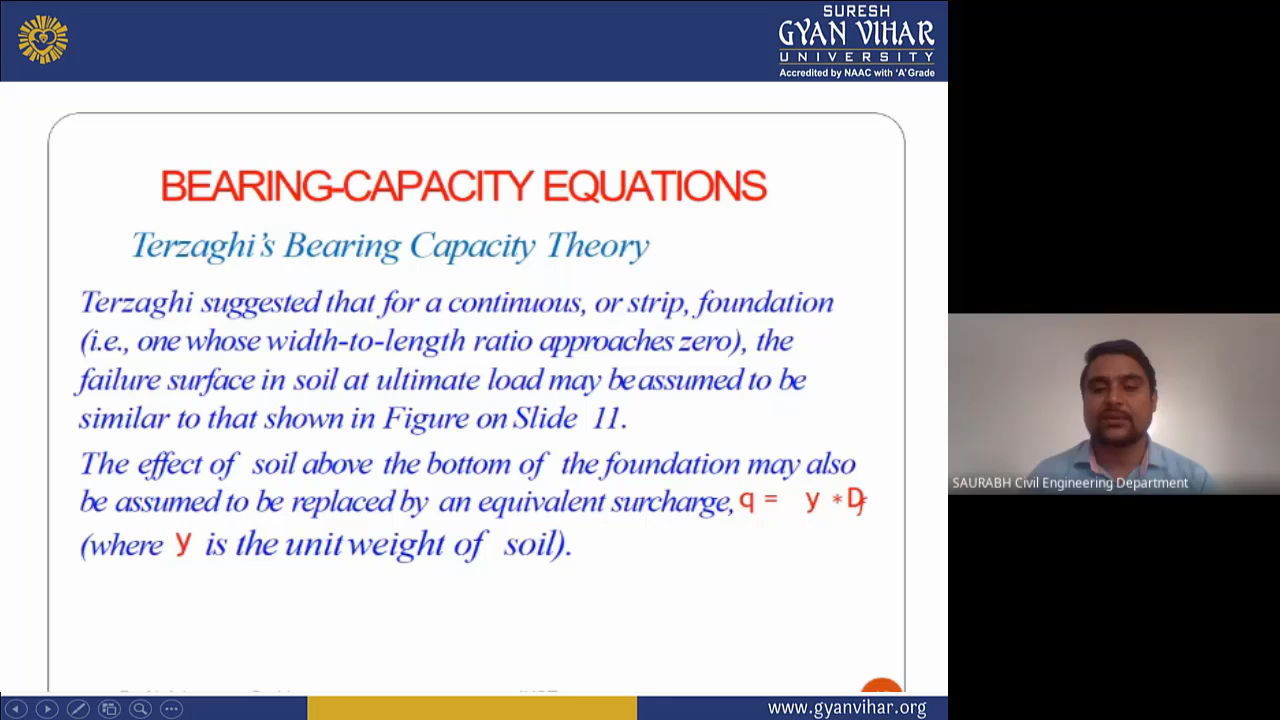 SURESH
GYAN VIHAR
UNIVERSITY
Accredited by NAAC with 'A' Grade
BEARING-CAPACITY EQUATIONS
Terzaghi's Bearing Capacity Theory
Terzaghi suggested that for a continuous, or strip, foundation
(i.e., one whose width-to-length ratio approaches zero), the
failure surface in soil at ultimate load may be assumed to be
similar to that shown in Figure on Slide 11.
The effect of soil above the bottom of the foundation may also
be assumed to be replaced by an equivalent surcharge, q = y * Df
(where y is the unit weight of soil).
SAURABH Civil Engineering Department
www.gyanvihar.org